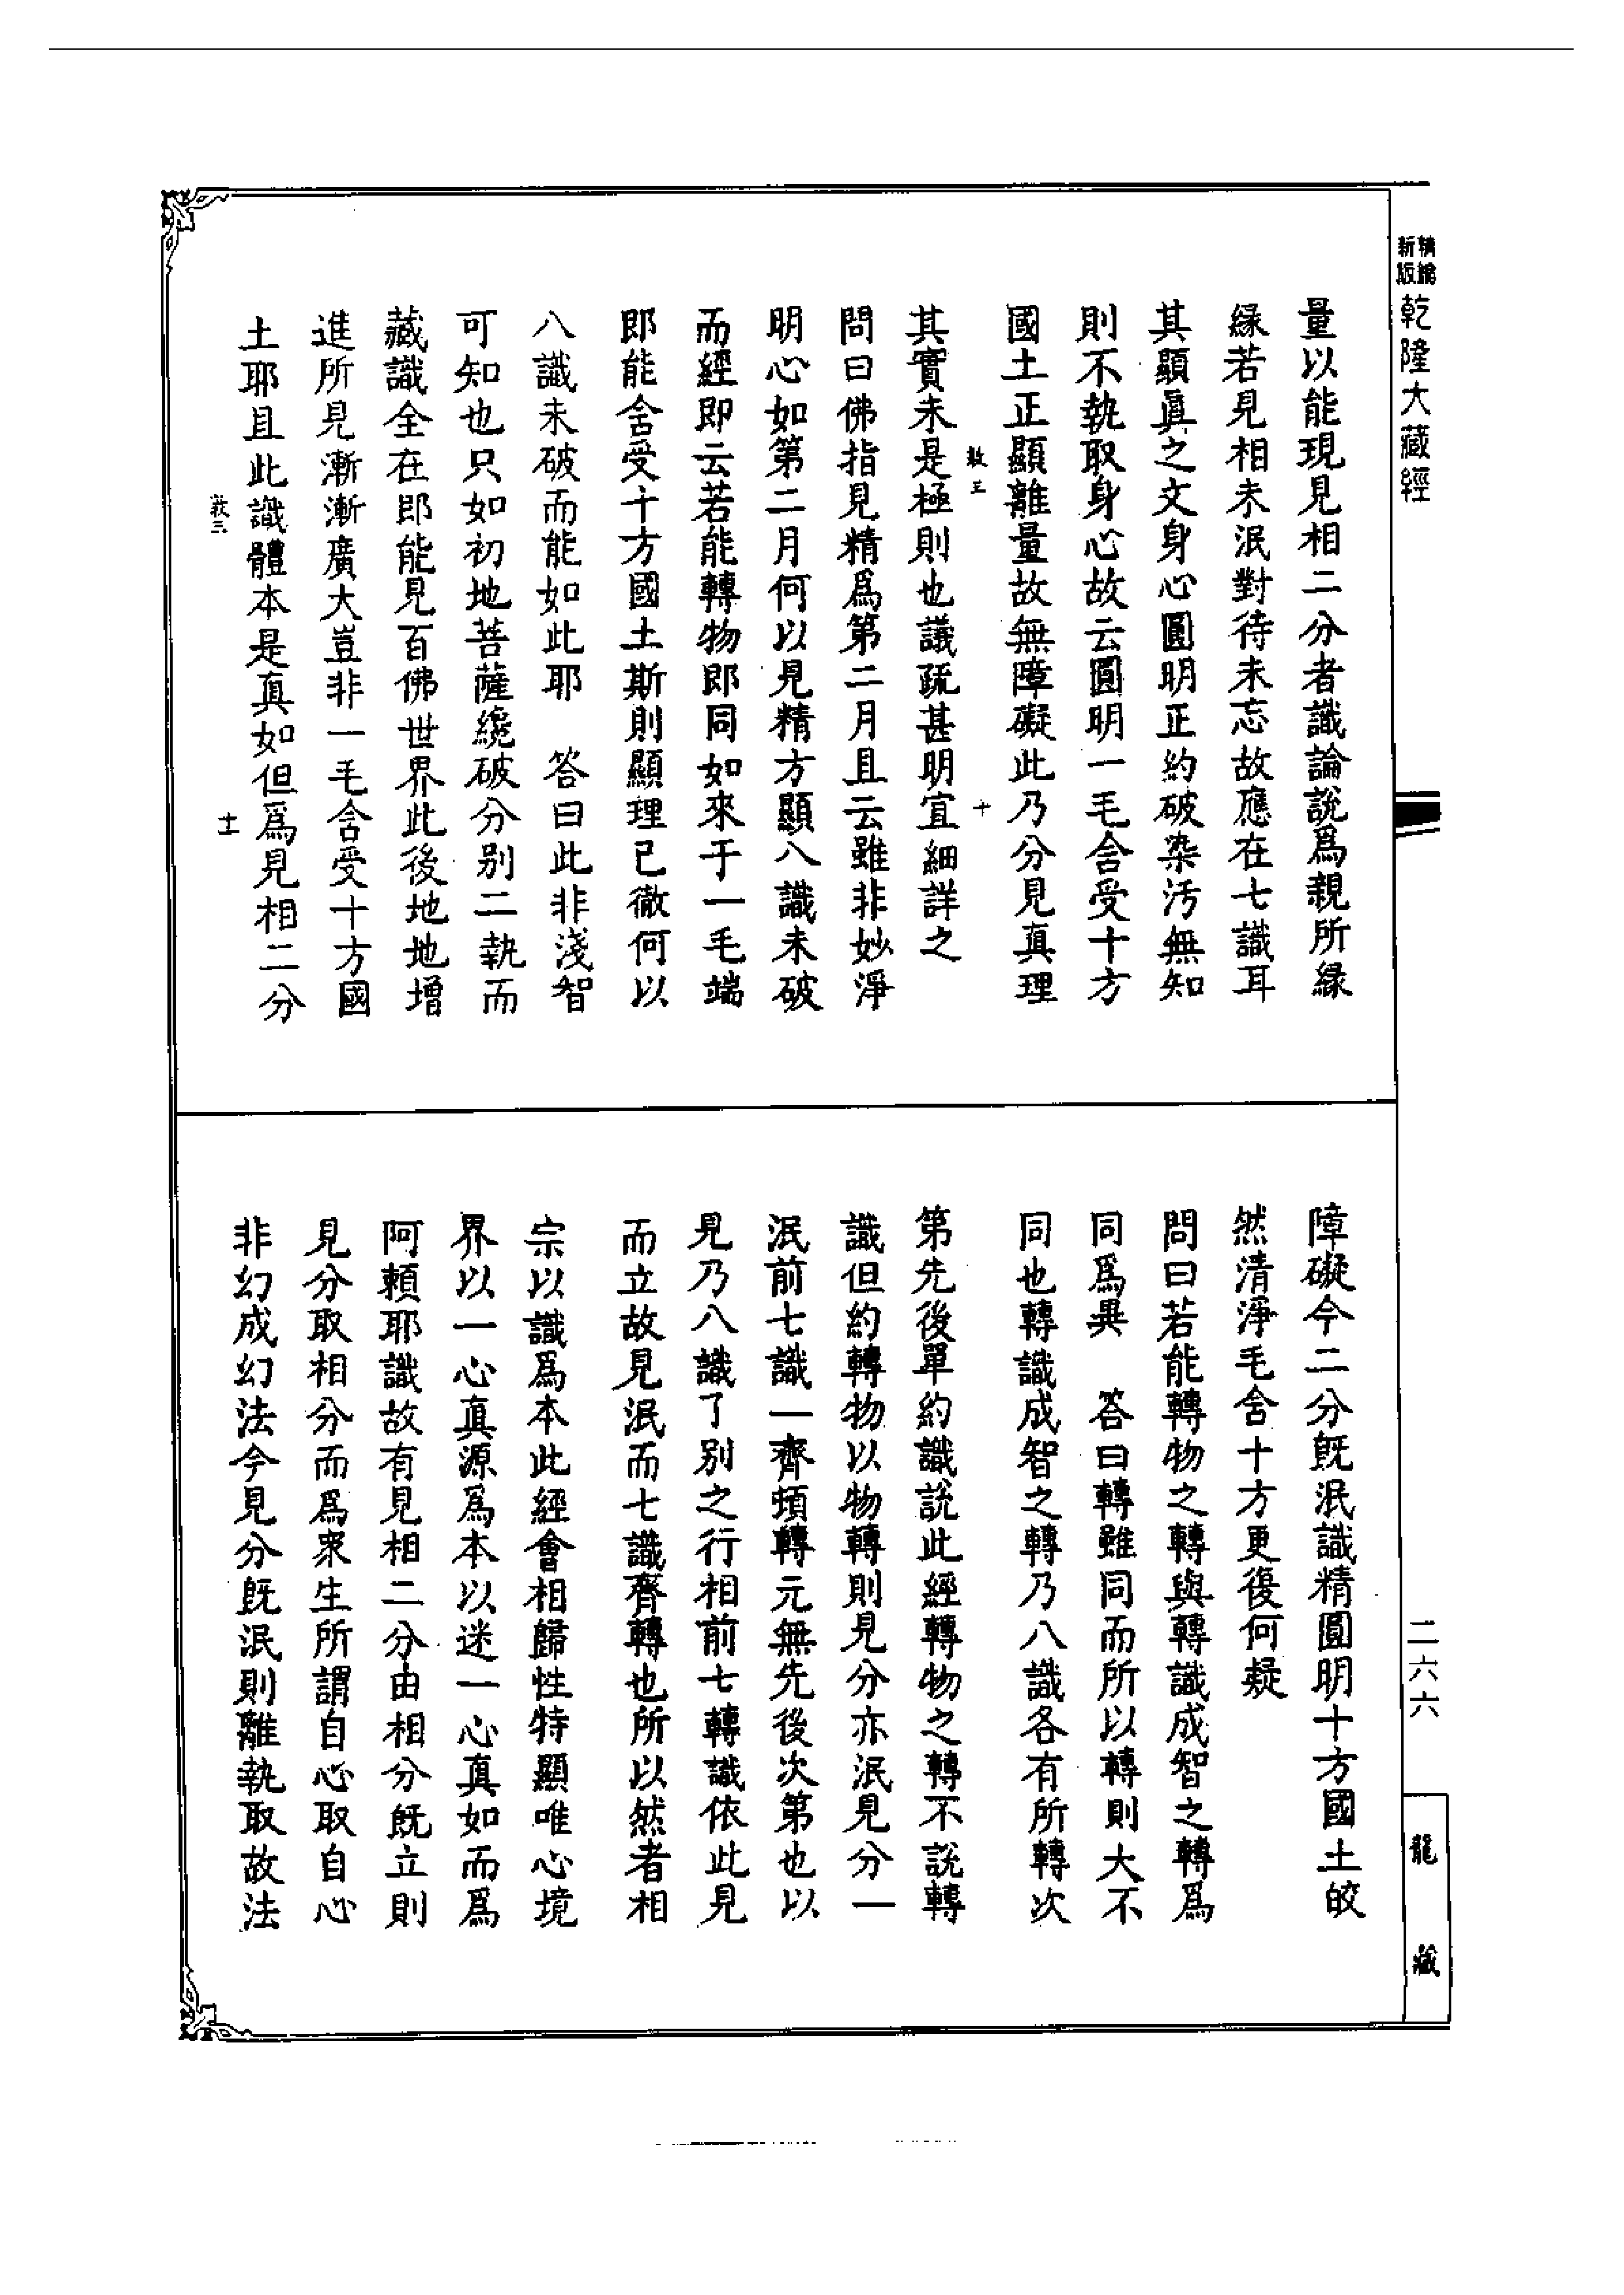 新版精縮
乾隆大藏經
量以能現見相二分者識論說爲親所緣
緣若見相未泯對待未忘故應在七識耳
其顯眞之文身心圓明正約破染汚無知
則不執取身心故云圓明一毛含受十方
國土正顯離量故無障礙此乃分見真理
其實未是極則也議疏甚明宜細詳之
十
問曰佛指見精爲第二月且云雖非妙淨
明心如第二月何以見精方顯八識未破
而經即云若能轉物即同如來于一毛端
即能含受十方國土斯則顯理已徹何以
八識未破而能如此耶　答曰此非淺智
可知也只如初地菩薩纔破分别二執而
藏識全在即能見百佛世界此後地地增
進所見漸漸廣大豈非一毛含受十方國
土耶且此識體本是真如但爲見相二分
十一
障礙今二分旣泯識精圓明十方國土皎
然清淨毛含十方更復何疑
問曰若能轉物之轉與轉識成智之轉爲
同爲異　答曰轉雖同而所以轉則大不
同也轉識成智之轉乃八識各有所轉次
第先後單約識說此經轉物之轉不說轉
識但約轉物以物轉則見分亦泯見分一
泯前七識一齊頓轉元無先後次第也以
見乃八識了别之行相前七轉識依此見
而立故見泯而七識齊轉也所以然者相
宗以識爲本此經會相歸性特顯唯心境
界以一心真源爲本以迷一心真如而爲
阿賴耶識故有見相二分由相分旣立則
見分取相分而爲衆生所謂自心取自心
非幻成幻法今見分旣泯則離執取故法
二六六
龍藏